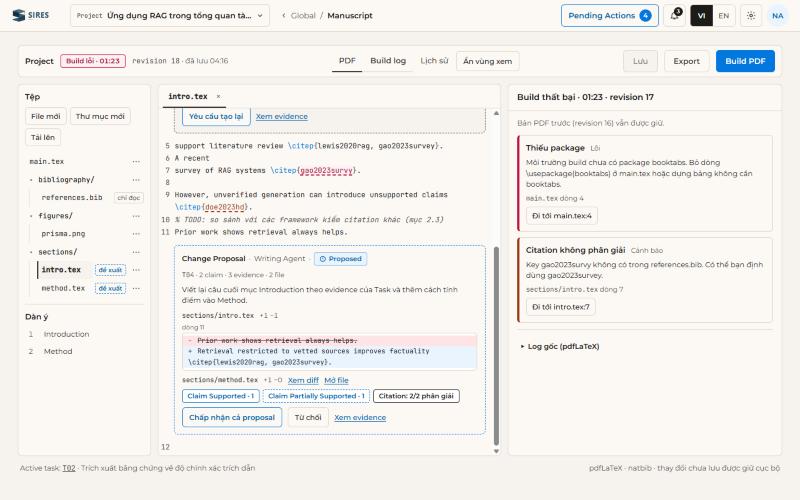 SIRES
Project Ứng dụng RAG trong tổng quan tà...
Global / Manuscript
Pending Actions 4
3
VI EN
NA
Project Build lỗi · 01:23 revision 18 · đã lưu 04:16
PDF Build log Lịch sử Ẩn vùng xem
Lưu Export Build PDF
Tệp
File mới Thư mục mới
Tải lên
main.tex ···
bibliography/
references.bib chỉ đọc
figures/
prisma.png ···
sections/
intro.tex đề xuất ···
method.tex đề xuất ···
Dàn ý
1 Introduction
2 Method
intro.tex ×
Yêu cầu tạo lại Xem evidence
5 support literature review \citep{lewis2020rag, gao2023survey}.
6 A recent
7 survey of RAG systems \citep{gao2023survy}.
8
9 However, unverified generation can introduce unsupported claims
\citep{doe2023hd}.
10 % TODO: so sánh với các framework kiểm citation khác (mục 2.3)
11 Prior work shows retrieval always helps.
Change Proposal · Writing Agent · Proposed
T04 · 2 claim · 3 evidence · 2 file
Viết lại câu cuối mục Introduction theo evidence của Task và thêm cách tính
điểm vào Method.
sections/intro.tex +1 −1
dòng 11
- Prior work shows retrieval always helps.
+ Retrieval restricted to vetted sources improves factuality
\citep{lewis2020rag, gao2023survey}.
sections/method.tex +1 −0 Xem diff Mở file
Claim Supported · 1 Claim Partially Supported · 1 Citation: 2/2 phân giải
Chấp nhận cả proposal Từ chối Xem evidence
12
Build thất bại · 01:23 · revision 17
Bản PDF trước (revision 16) vẫn được giữ.
Thiếu package Lỗi
Môi trường build chưa có package booktabs. Bỏ dòng
\usepackage{booktabs} ở main.tex hoặc dựng bảng không cần
booktabs.
main.tex dòng 4
Đi tới main.tex:4
Citation không phân giải Cảnh báo
Key gao2023survy không có trong references.bib. Có thể bạn định
dùng gao2023survey.
sections/intro.tex dòng 7
Đi tới intro.tex:7
Log gốc (pdfLaTeX)
Active task: T02 · Trích xuất bằng chứng về độ chính xác trích dẫn
pdfLaTeX · natbib · thay đổi chưa lưu được giữ cục bộ